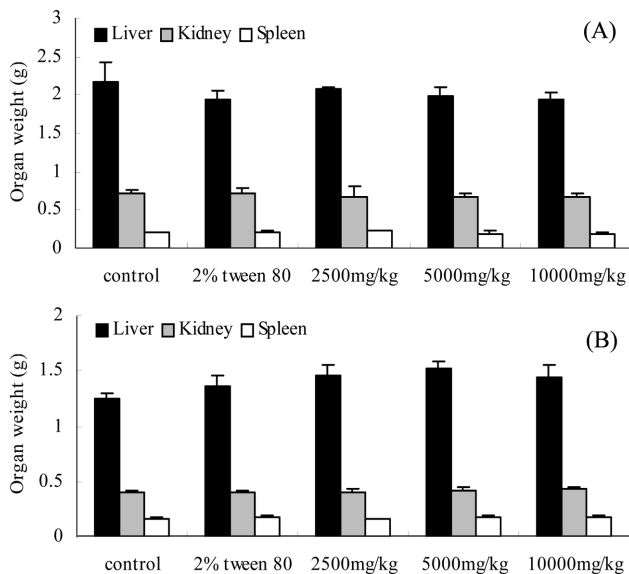 (A)
Liver Kidney Spleen
3
2.5
2
1.5
1
0.5
0
Organ weight (g)
control 2% tween 80 2500mg/kg 5000mg/kg 10000mg/kg
(B)
Liver Kidney Spleen
2
1.5
1
0.5
0
Organ weight (g)
control 2% tween 80 2500mg/kg 5000mg/kg 10000mg/kg